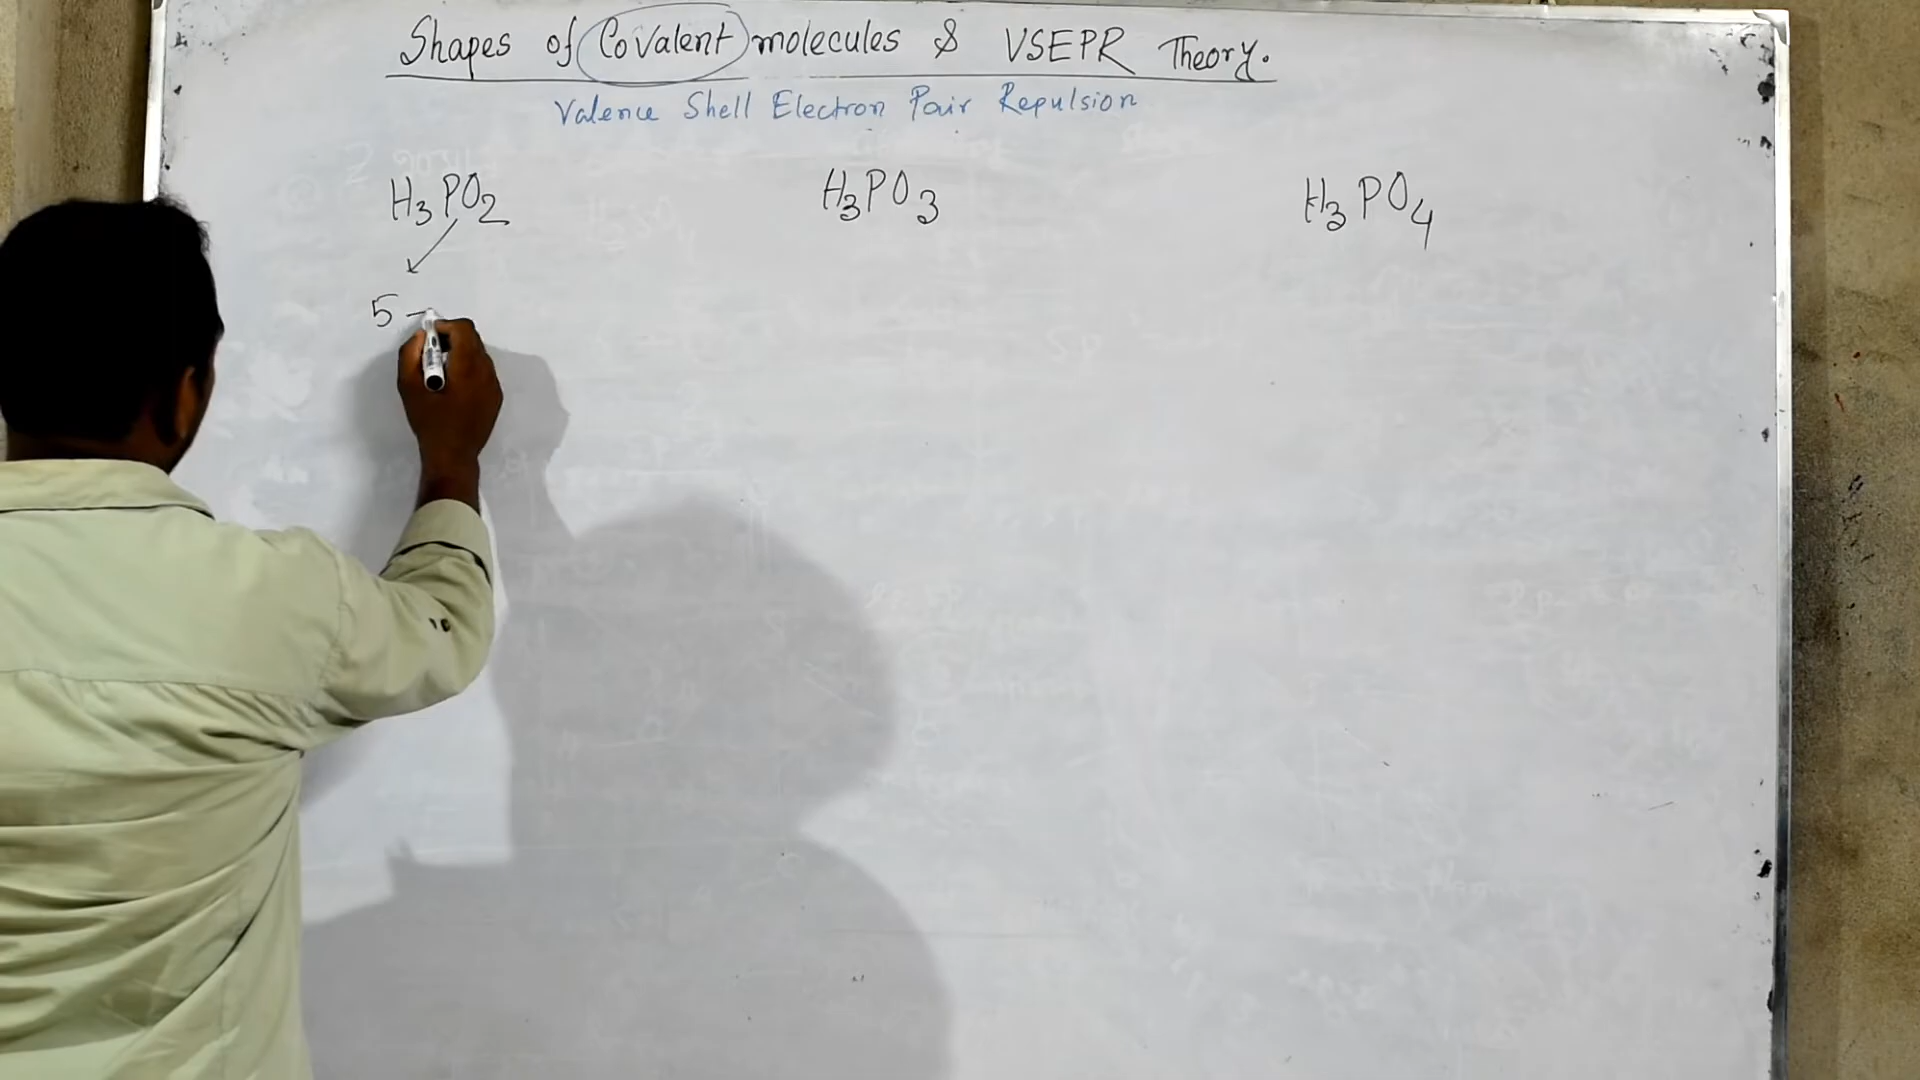 Shapes of Covalent molecules & VSEPR Theory.
Valence Shell Electron Pair Repulsion
H₃PO₂ H₃PO₃ H₃PO₄
5 -